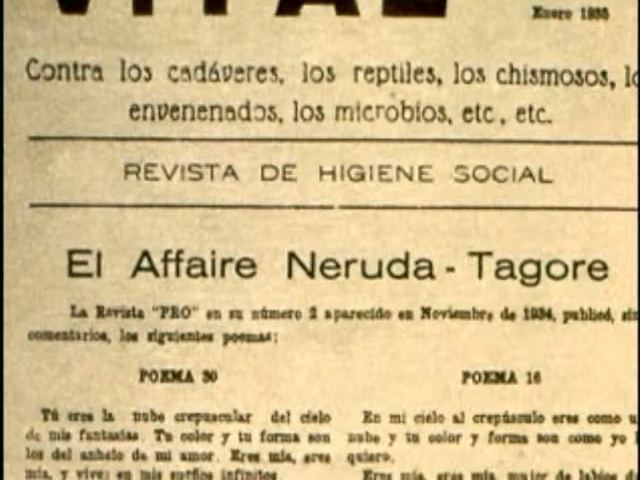 VITAL
Enero 1935
Contra los cadáveres, los reptiles, los chismosos, lo
envenenados, los microbios, etc, etc.
REVISTA DE HIGIENE SOCIAL
El Affaire Neruda - Tagore
La Revista "PRO" en su número 2 aparecido en Noviembre de 1934, publicó, sin
comentarios, los siguientes poemas:
POEMA 30
POEMA 16
Tú eres la nube crepuscular del cielo
de mis fantasías. Tu color y tu forma son
los del anhelo de mi amor. Eres mía, eres
mía, y vives en mis sueños infinitos.
En mi cielo al crepúsculo eres como u
nube y tu color y forma son como yo
quiero.
Eres mía, eres mía, mujer de labios d